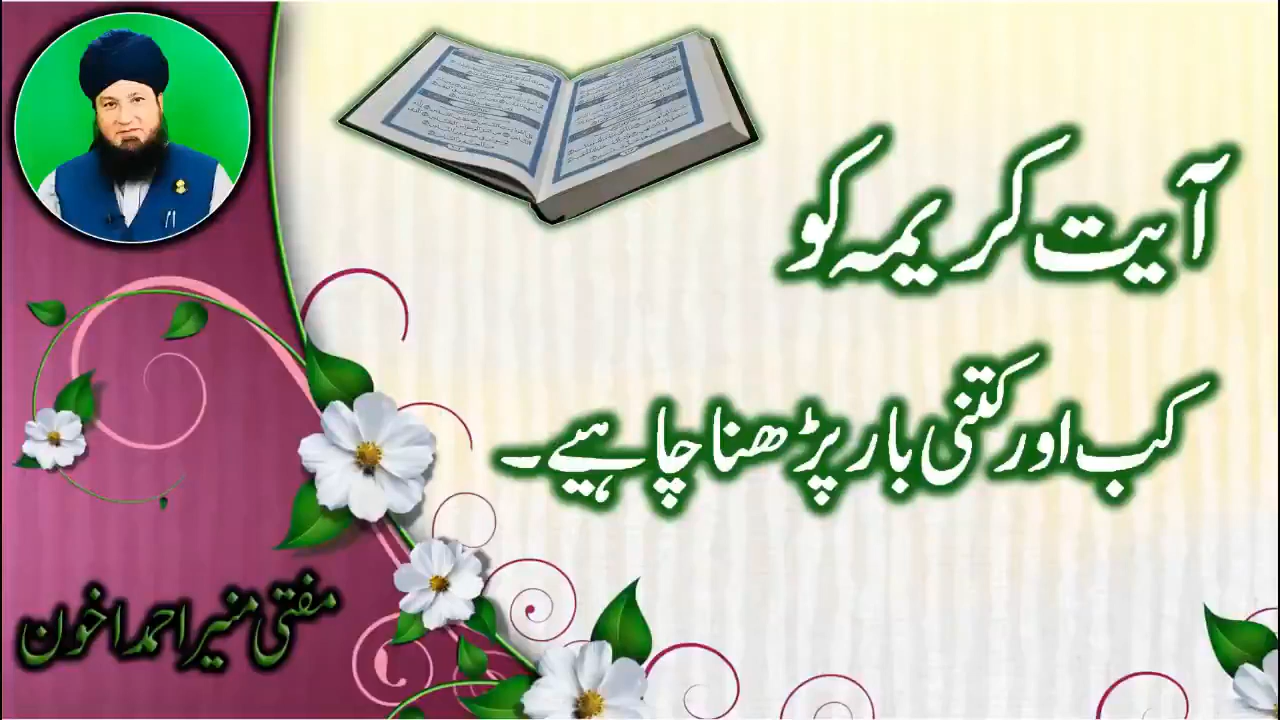 آیت کریمہ کو
کب اور کتنی بار پڑھنا چاہیے۔
مفتی منیر احمد اخون